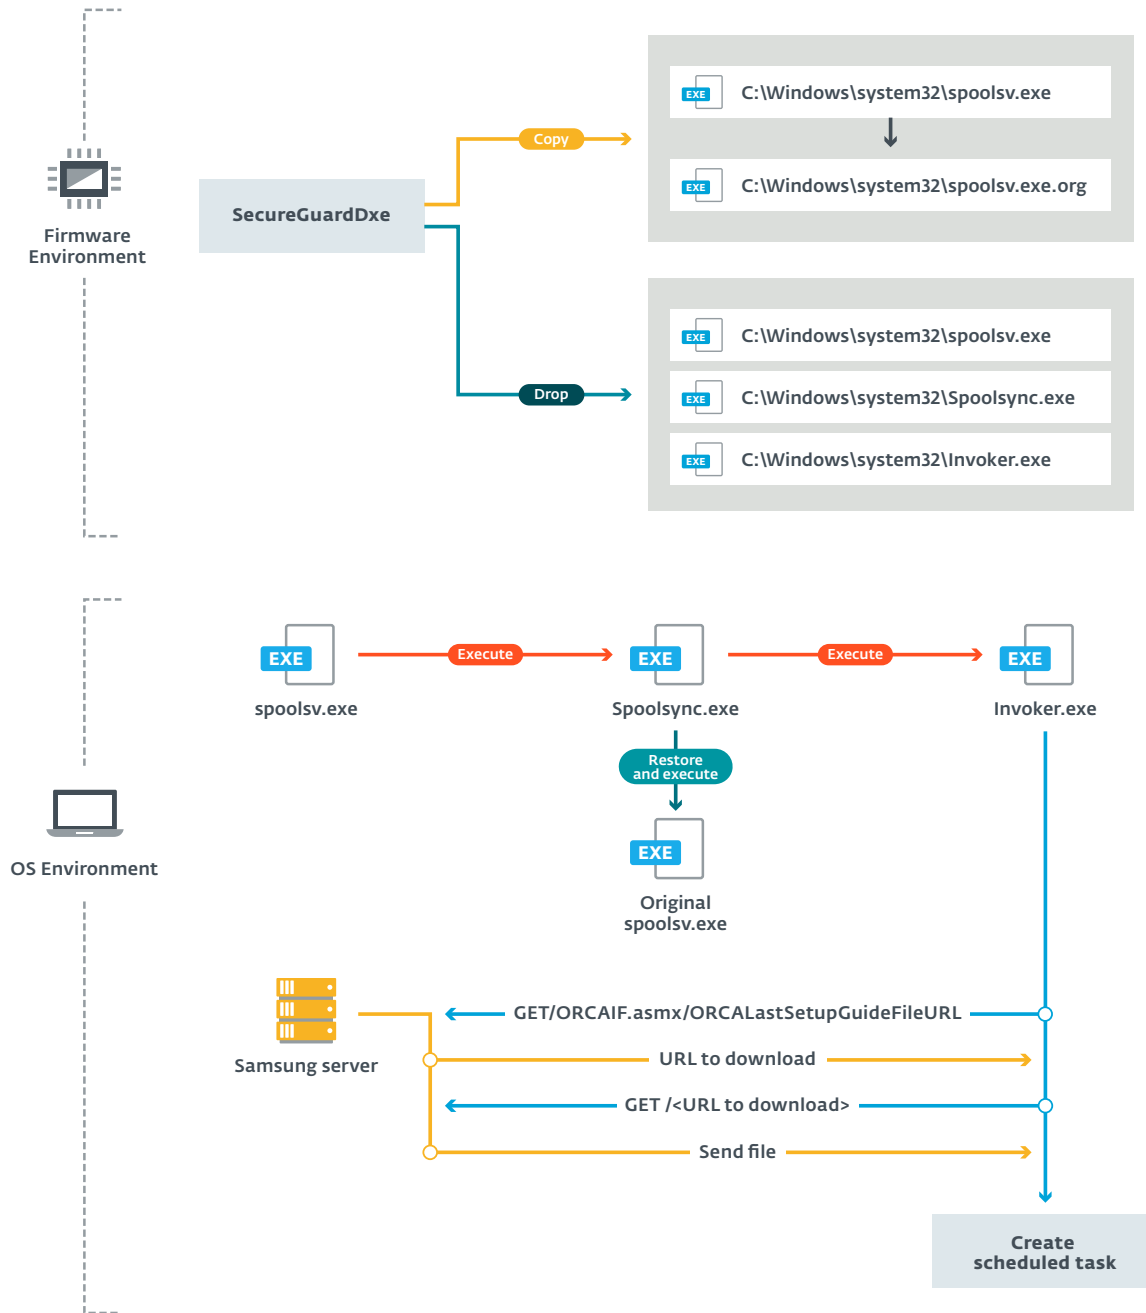 EXE
C:\Windows\system32\spoolsv.exe
Copy
EXE
C:\Windows\system32\spoolsv.exe.org
SecureGuardDxe
Firmware
Environment
EXE
C:\Windows\system32\spoolsv.exe
Drop
EXE
C:\Windows\system32\Spoolsync.exe
EXE
C:\Windows\system32\Invoker.exe
EXE
Execute
EXE
Execute
EXE
spoolsv.exe
Spoolsync.exe
Invoker.exe
Restore
and execute
EXE
OS Environment
Original
spoolsv.exe
GET/ORCAIF.asmx/ORCALastSetupGuideFileURL
Samsung server
URL to download
GET /<URL to download>
Send file
Create
scheduled task